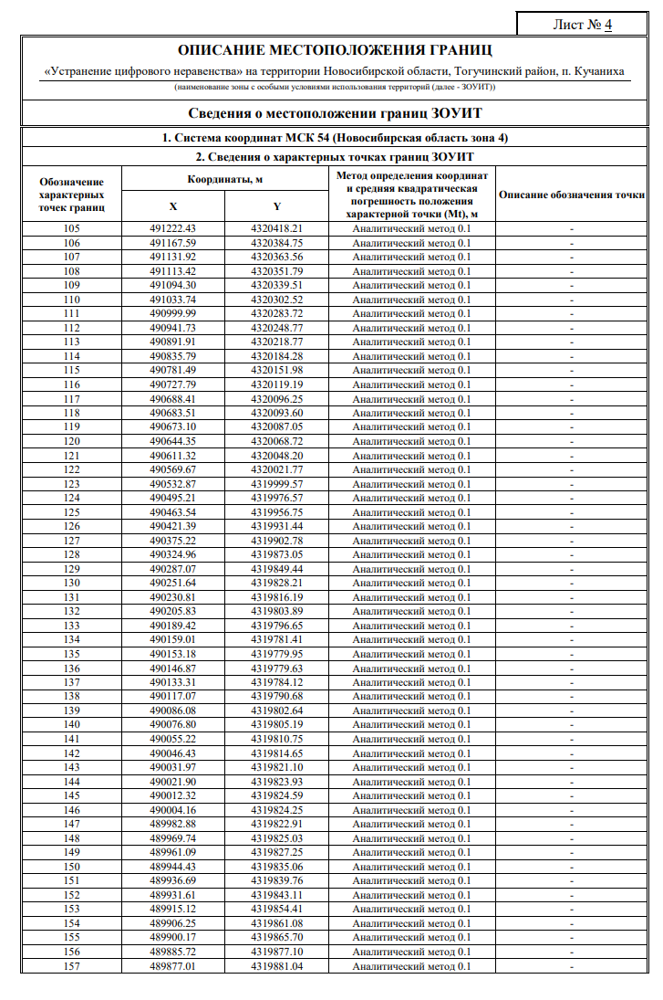 Лист № 4
ОПИСАНИЕ МЕСТОПОЛОЖЕНИЯ ГРАНИЦ
«Устранение цифрового неравенства» на территории Новосибирской области, Тогучинский район, п. Кучаниха
(наименование зоны с особыми условиями использования территорий (далее - ЗОУИТ))
Сведения о местоположении границ ЗОУИТ
1. Система координат МСК 54 (Новосибирская область зона 4)
2. Сведения о характерных точках границ ЗОУИТ
Обозначение характерных точек границ
Координаты, м
X
Y
Метод определения координат и средняя квадратическая погрешность положения характерной точки (Mt), м
Описание обозначения точки
105 491222.43 4320418.21 Аналитический метод 0.1 -
106 491167.59 4320384.75 Аналитический метод 0.1 -
107 491131.92 4320363.56 Аналитический метод 0.1 -
108 491113.42 4320351.79 Аналитический метод 0.1 -
109 491094.30 4320339.51 Аналитический метод 0.1 -
110 491033.74 4320302.52 Аналитический метод 0.1 -
111 490999.99 4320283.72 Аналитический метод 0.1 -
112 490941.73 4320248.77 Аналитический метод 0.1 -
113 490891.91 4320218.77 Аналитический метод 0.1 -
114 490835.79 4320184.28 Аналитический метод 0.1 -
115 490781.49 4320151.98 Аналитический метод 0.1 -
116 490727.79 4320119.19 Аналитический метод 0.1 -
117 490688.41 4320096.25 Аналитический метод 0.1 -
118 490683.51 4320093.60 Аналитический метод 0.1 -
119 490673.10 4320087.05 Аналитический метод 0.1 -
120 490644.35 4320068.72 Аналитический метод 0.1 -
121 490611.32 4320048.20 Аналитический метод 0.1 -
122 490569.67 4320021.77 Аналитический метод 0.1 -
123 490532.87 4319999.57 Аналитический метод 0.1 -
124 490495.21 4319976.57 Аналитический метод 0.1 -
125 490463.54 4319956.75 Аналитический метод 0.1 -
126 490421.39 4319931.44 Аналитический метод 0.1 -
127 490375.22 4319902.78 Аналитический метод 0.1 -
128 490324.96 4319873.05 Аналитический метод 0.1 -
129 490287.07 4319849.44 Аналитический метод 0.1 -
130 490251.64 4319828.21 Аналитический метод 0.1 -
131 490230.81 4319816.19 Аналитический метод 0.1 -
132 490205.83 4319803.89 Аналитический метод 0.1 -
133 490189.42 4319796.65 Аналитический метод 0.1 -
134 490159.01 4319781.41 Аналитический метод 0.1 -
135 490153.18 4319779.95 Аналитический метод 0.1 -
136 490146.87 4319779.63 Аналитический метод 0.1 -
137 490133.31 4319784.12 Аналитический метод 0.1 -
138 490117.07 4319790.68 Аналитический метод 0.1 -
139 490086.08 4319802.64 Аналитический метод 0.1 -
140 490076.80 4319805.19 Аналитический метод 0.1 -
141 490055.22 4319810.75 Аналитический метод 0.1 -
142 490046.43 4319814.65 Аналитический метод 0.1 -
143 490031.97 4319821.10 Аналитический метод 0.1 -
144 490021.90 4319823.93 Аналитический метод 0.1 -
145 490012.32 4319824.59 Аналитический метод 0.1 -
146 490004.16 4319824.25 Аналитический метод 0.1 -
147 489982.88 4319822.91 Аналитический метод 0.1 -
148 489969.74 4319825.03 Аналитический метод 0.1 -
149 489961.09 4319827.25 Аналитический метод 0.1 -
150 489944.43 4319835.06 Аналитический метод 0.1 -
151 489936.69 4319839.76 Аналитический метод 0.1 -
152 489931.61 4319843.11 Аналитический метод 0.1 -
153 489915.12 4319854.41 Аналитический метод 0.1 -
154 489906.25 4319861.08 Аналитический метод 0.1 -
155 489900.17 4319865.70 Аналитический метод 0.1 -
156 489885.72 4319877.10 Аналитический метод 0.1 -
157 489877.01 4319881.04 Аналитический метод 0.1 -